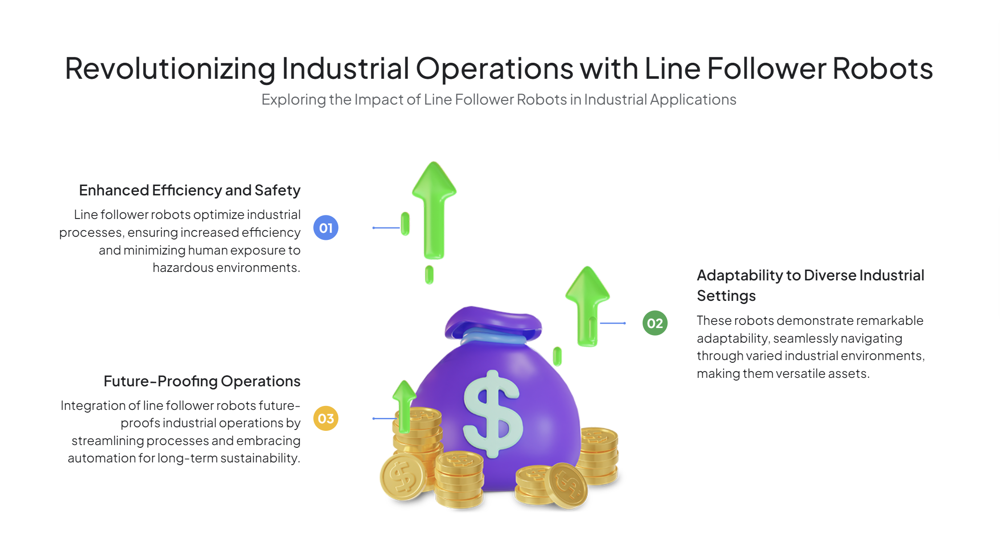 Revolutionizing Industrial Operations with Line Follower Robots
Exploring the Impact of Line Follower Robots in Industrial Applications
Enhanced Efficiency and Safety
Line follower robots optimize industrial
processes, ensuring increased efficiency
and minimizing human exposure to
hazardous environments.
01
Adaptability to Diverse Industrial
Settings
These robots demonstrate remarkable
adaptability, seamlessly navigating
through varied industrial environments,
making them versatile assets.
02
Future-Proofing Operations
Integration of line follower robots future-
proofs industrial operations by
streamlining processes and embracing
automation for long-term sustainability.
03
$